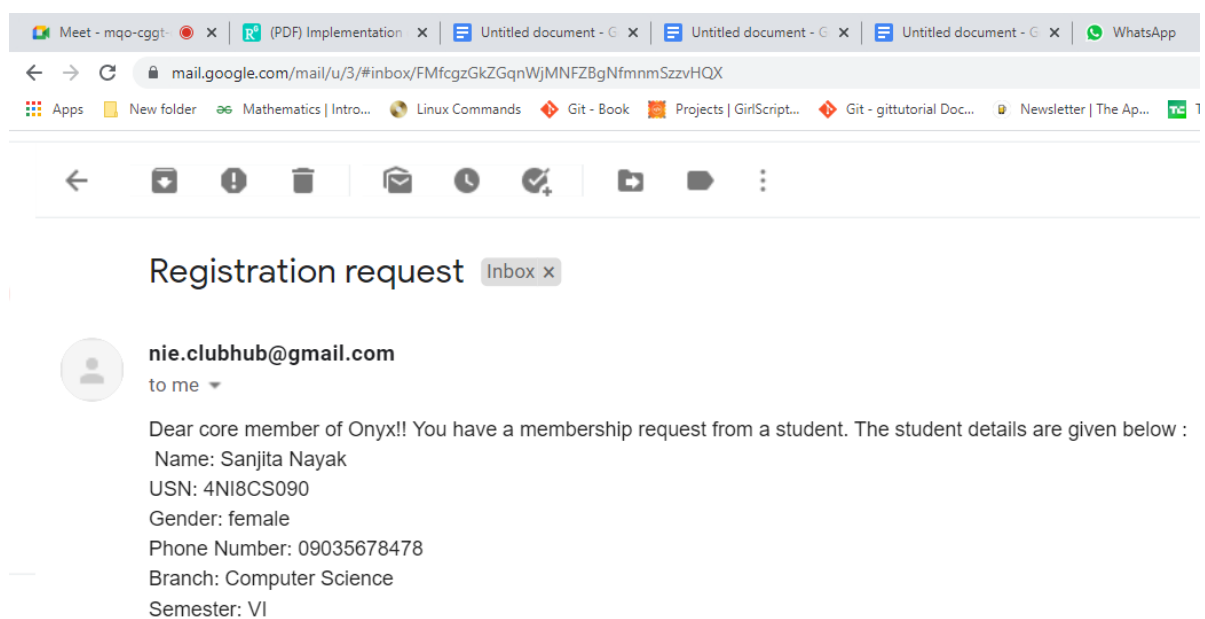 Meet - mqo-cggt-
(PDF) Implementation
Untitled document - G
Untitled document - G
Untitled document - G
WhatsApp
mail.google.com/mail/u/3/#inbox/FMfcgzGkZGqnWjMNFZBgNfmnmSzzvHQX
Apps New folder Mathematics | Intro... Linux Commands Git - Book Projects | GirlScript... Git - gittutorial Doc... Newsletter | The Ap...
Registration request Inbox x
nie.clubhub@gmail.com
to me
Dear core member of Onyx!! You have a membership request from a student. The student details are given below :
Name: Sanjita Nayak
USN: 4NI8CS090
Gender: female
Phone Number: 09035678478
Branch: Computer Science
Semester: VI